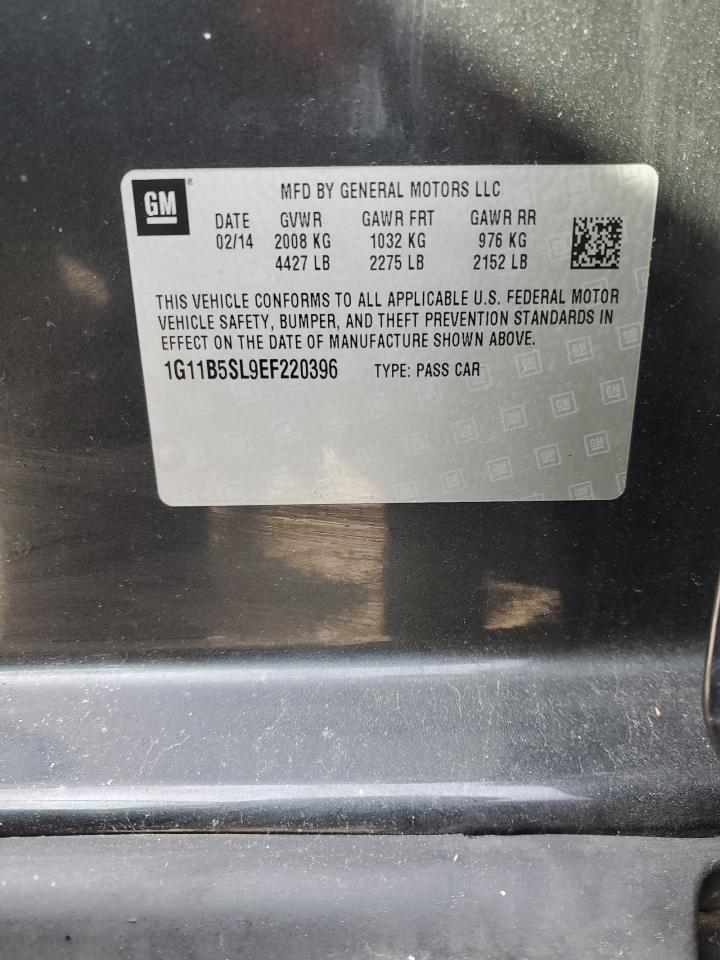 GM ®
MFD BY GENERAL MOTORS LLC
DATE GVWR GAWR FRT GAWR RR
02/14 2008 KG 1032 KG 976 KG
4427 LB 2275 LB 2152 LB
THIS VEHICLE CONFORMS TO ALL APPLICABLE U.S. FEDERAL MOTOR
VEHICLE SAFETY, BUMPER, AND THEFT PREVENTION STANDARDS IN
EFFECT ON THE DATE OF MANUFACTURE SHOWN ABOVE.
1G11B5SL9EF220396 TYPE: PASS CAR